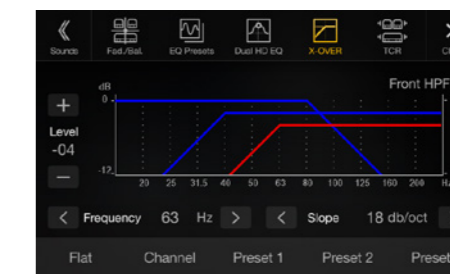 Sounds Fad./Bal. EQ Presets Dual HD EQ X-OVER TCR
dB Front HPF
0
+
Level
-04
-12
20 25 31.5 40 50 63 80 100 125 160 200 Hz
< Frequency 63 Hz > < Slope 18 db/oct
Flat Channel Preset 1 Preset 2